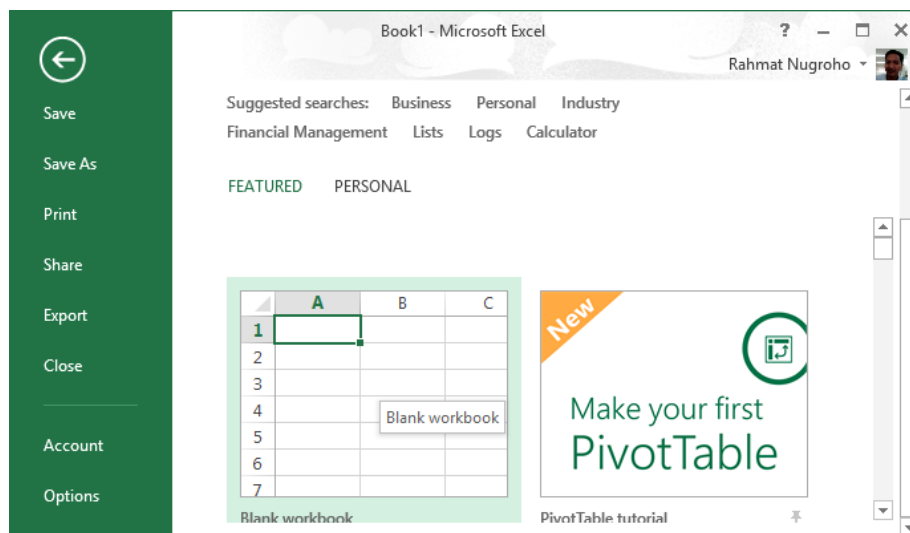 Book1 - Microsoft Excel
?
Rahmat Nugroho
Save
Save As
Print
Share
Export
Close
Account
Options
Suggested searches: Business Personal Industry
Financial Management Lists Logs Calculator
FEATURED PERSONAL
A B C
1
2
3
4
5
6
7
Blank workbook
Blank workbook
New
Make your first
PivotTable
PivotTable tutorial